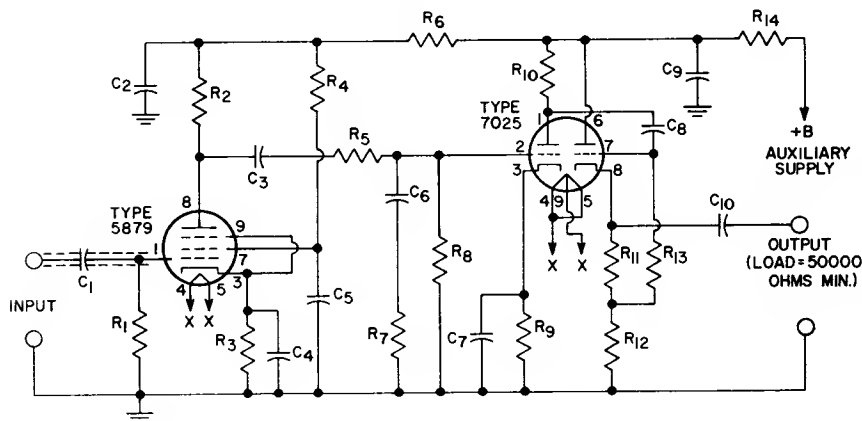 R6
R14
C2
R2
R4
R10
C9
TYPE
7025
1
6
C8
+B
AUXILIARY
SUPPLY
C3
R5
2
7
3
8
C6
4
9
5
C10
8
TYPE
5879
9
1
7
4
5
3
X
X
X
X
C1
INPUT
R8
R11
R13
OUTPUT
(LOAD=50000
OHMS MIN.)
C5
R1
R3
C4
R7
C7
R9
R12